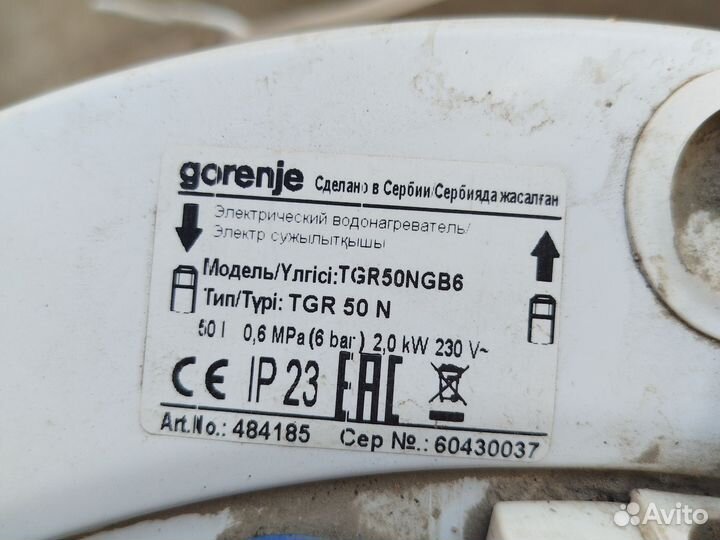 gorenje Сделано в Сербии/Сербияда жасалған
Электрический водонагреватель/
Электр сужылытқышы
Модель/Үлгісі:TGR50NGB6
Тип/Түрі: TGR 50 N
50 l 0,6 MPa (6 bar) 2,0 kW 230 V~
CE IP 23 EAC
Art.No.: 484185 Сер №.: 60430037
Avito